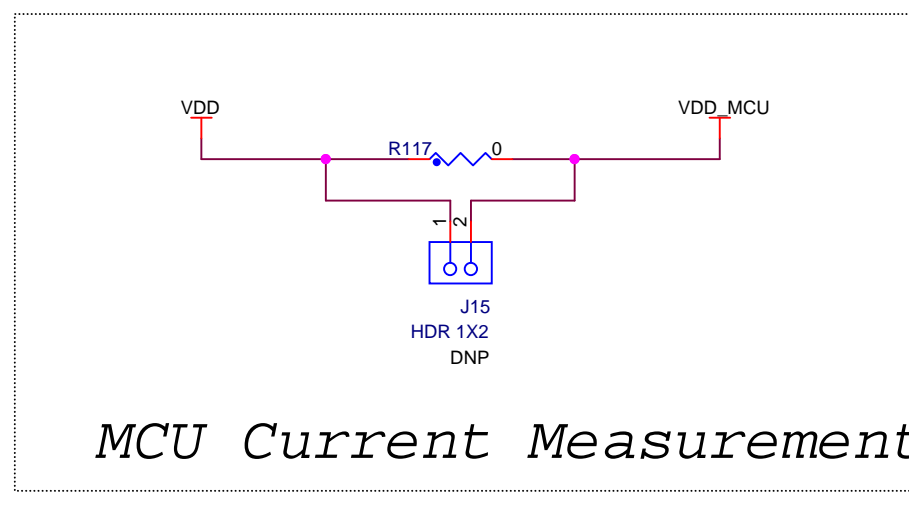 VDD
VDD_MCU
R117
0
1
2
J15
HDR 1X2
DNP
MCU Current Measurement